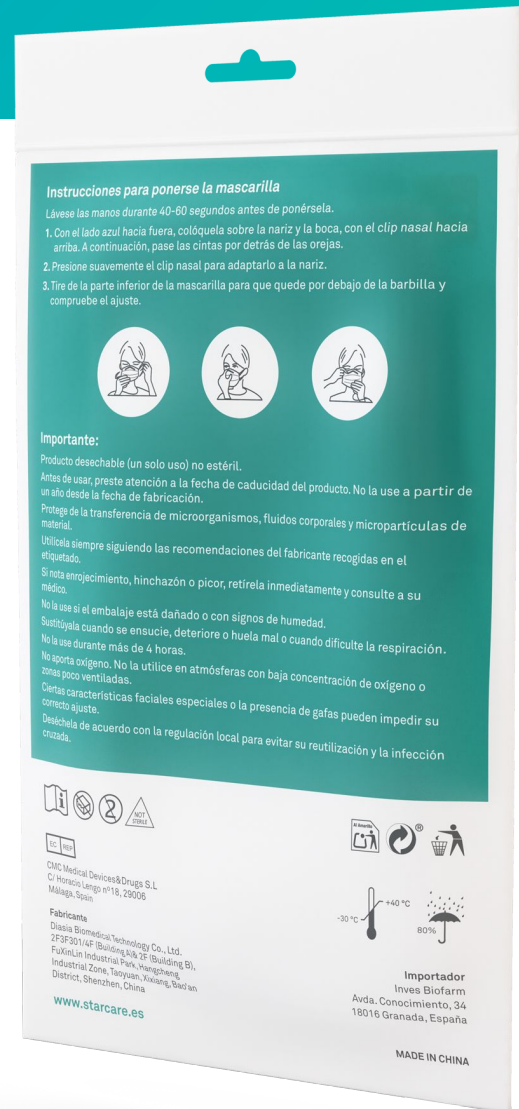 Instrucciones para ponerse la mascarilla
Lávese las manos durante 40-60 segundos antes de ponérsela.
1. Con el lado azul hacia fuera, colóquela sobre la nariz y la boca, con el clip nasal hacia
arriba. A continuación, pase las cintas por detrás de las orejas.
2. Presione suavemente el clip nasal para adaptarlo a la nariz.
3. Tire de la parte inferior de la mascarilla para que quede por debajo de la barbilla y
compruebe el ajuste.
Importante:
Producto desechable (un solo uso) no estéril.
Antes de usar, preste atención a la fecha de caducidad del producto. No la use a partir de
un año desde la fecha de fabricación.
Protege de la transferencia de microorganismos, fluidos corporales y micropartículas de
material.
Utilícela siempre siguiendo las recomendaciones del fabricante recogidas en el
etiquetado.
Si nota enrojecimiento, hinchazón o picor, retírela inmediatamente y consulte a su
médico.
No la use si el embalaje está dañado o con signos de humedad.
Sustitúyala cuando se ensucie, deteriore o huela mal o cuando dificulte la respiración.
No la use durante más de 4 horas.
No aporta oxígeno. No la utilice en atmósferas con baja concentración de oxígeno o
zonas poco ventiladas.
Ciertas características faciales especiales o la presencia de gafas pueden impedir su
correcto ajuste.
Deséchela de acuerdo con la regulación local para evitar su reutilización y la infección
cruzada.
NOT
STERILE
EC REP
CMC Medical Devices&Drugs S.L
C/ Horacio Lengo nº18, 29006
Málaga, Spain
Fabricante
Diasia Biomedical Technology Co., Ltd.
2F3F301/4F (Building A)& 2F (Building B),
FuXinLin Industrial Park, Hangcheng
Industrial Zone, Taoyuan, Xixiang, Bao'an
District, Shenzhen, China
www.starcare.es
Al Amarillo
®
-30 °C
+40 °C
80%
Importador
Inves Biofarm
Avda. Conocimiento, 34
18016 Granada, España
MADE IN CHINA